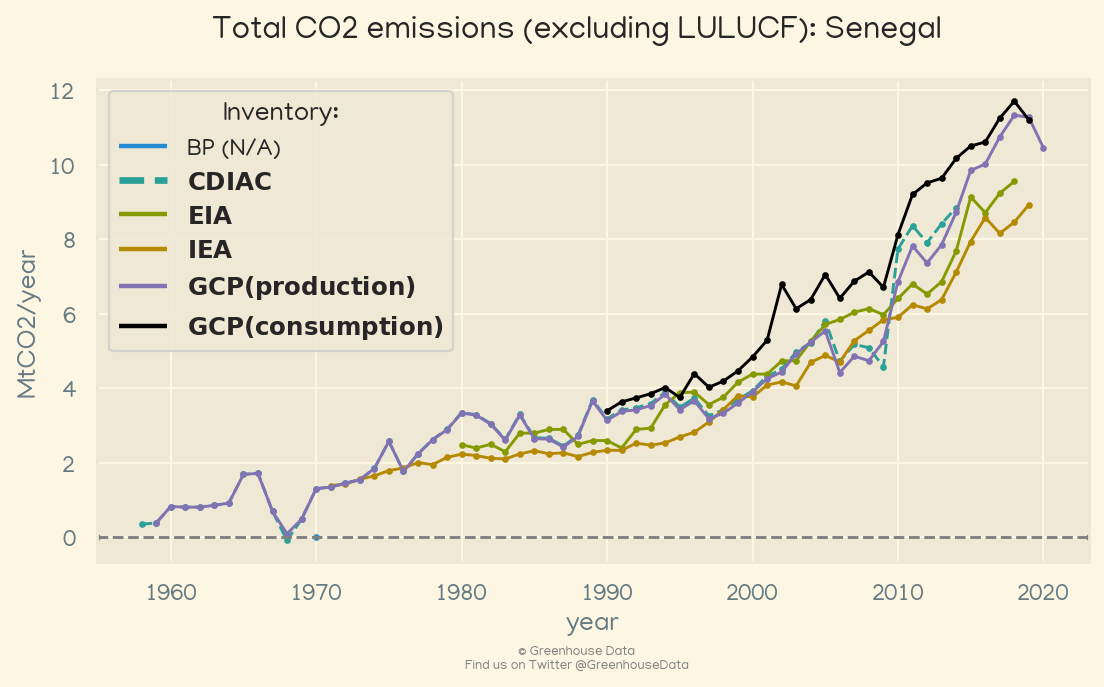 Total CO2 emissions (excluding LULUCF): Senegal
12
10
8
6
4
2
0
MtCO2/year
Inventory:
BP (N/A)
CDIAC
EIA
IEA
GCP(production)
GCP(consumption)
1960 1970 1980 1990 2000 2010 2020
year
© Greenhouse Data
Find us on Twitter @GreenhouseData